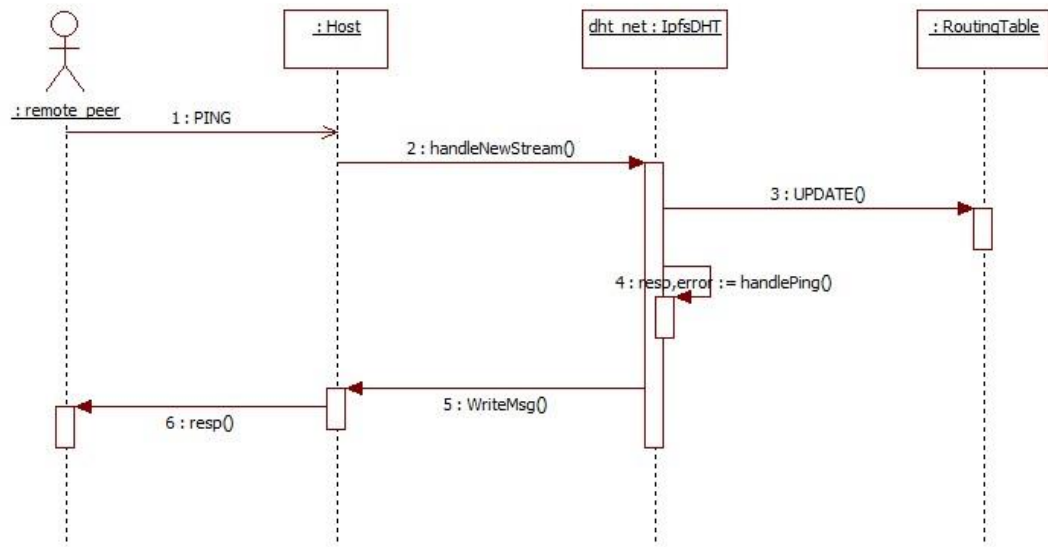 : Host
dht_net : IpfsDHT
: RoutingTable
: remote_peer
1 : PING
2 : handleNewStream()
3 : UPDATE()
4 : resp,error := handlePing()
5 : WriteMsg()
6 : resp()